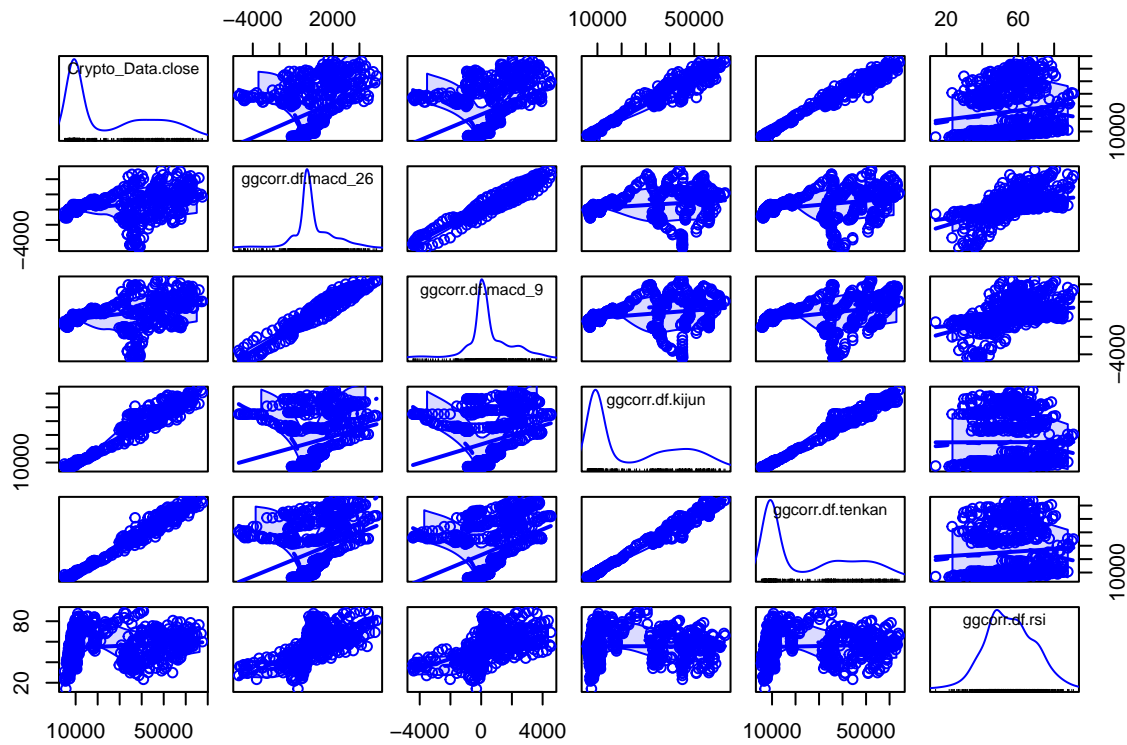 −4000 2000
10000 50000
20 60
Crypto_Data.close
10000
ggcorr.df.macd_26
−4000
ggcorr.df.macd_9
−4000
ggcorr.df.kijun
10000
ggcorr.df.tenkan
10000
ggcorr.df.rsi
20 80
10000 50000
−4000 0 4000
10000 50000